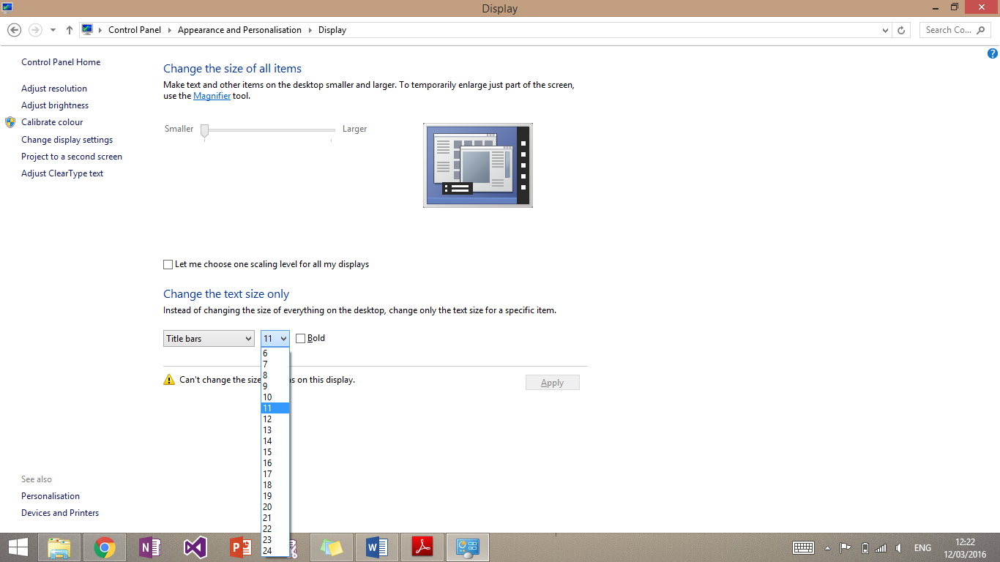 Display
Control Panel Appearance and Personalisation Display
Search Co...
Control Panel Home
Adjust resolution
Adjust brightness
Calibrate colour
Change display settings
Project to a second screen
Adjust ClearType text
See also
Personalisation
Devices and Printers
Change the size of all items
Make text and other items on the desktop smaller and larger. To temporarily enlarge just part of the screen,
use the Magnifier tool.
Smaller Larger
Let me choose one scaling level for all my displays
Change the text size only
Instead of changing the size of everything on the desktop, change only the text size for a specific item.
Title bars 11 Bold
6
7
8
9
10
11
12
13
14
15
16
17
18
19
20
21
22
23
24
Can't change the size on this display.
Apply
ENG
12:22
12/03/2016